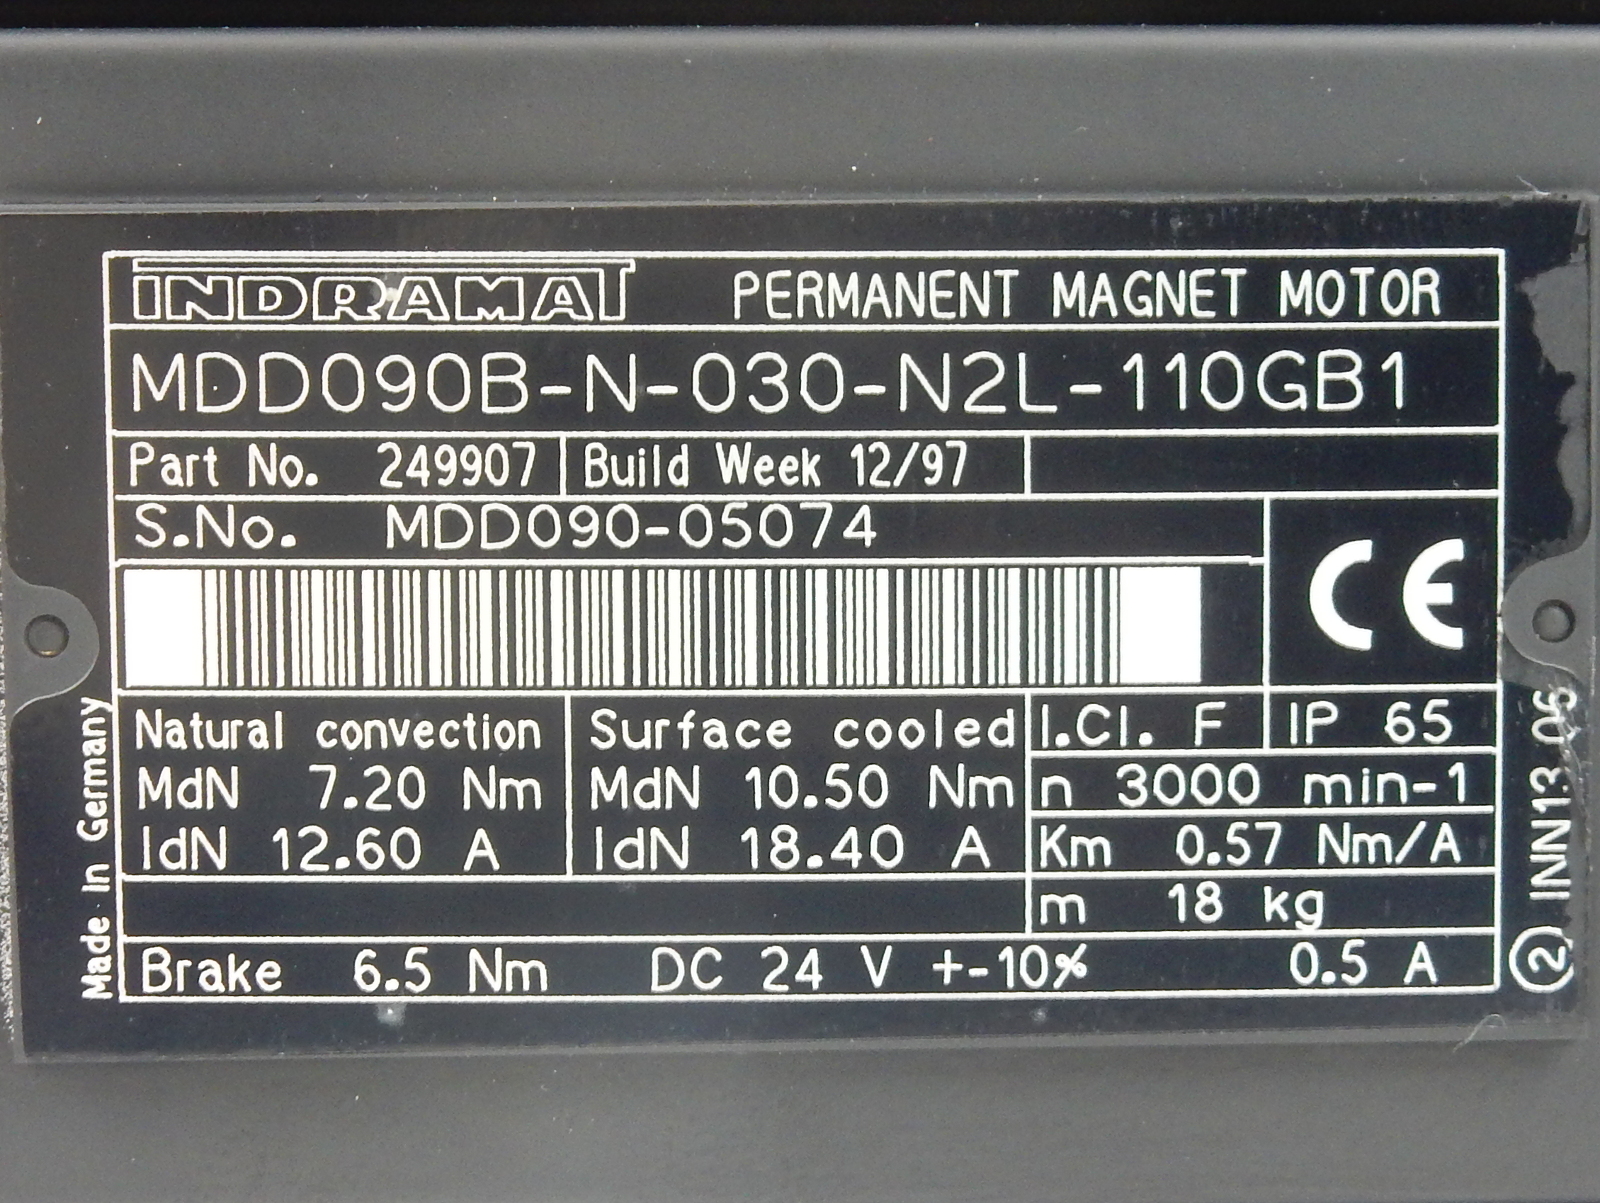 INDRAMAT PERMANENT MAGNET MOTOR
MDD090B-N-030-N2L-110GB1
Part No. 249907 Build Week 12/97
S.No. MDD090-05074
CE
Natural convection Surface cooled I.Cl. F IP 65
MdN 7.20 Nm MdN 10.50 Nm n 3000 min-1
IdN 12.60 A IdN 18.40 A Km 0.57 Nm/A
m 18 kg
Brake 6.5 Nm DC 24 V +-10% 0.5 A
Made In Germany
2 INN13.06